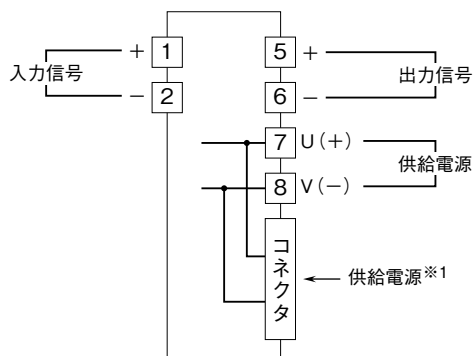 入力信号
+ 1
− 2
5 +
6 −
出力信号
7 U(+)
8 V(−)
供給電源
コネクタ
供給電源※1